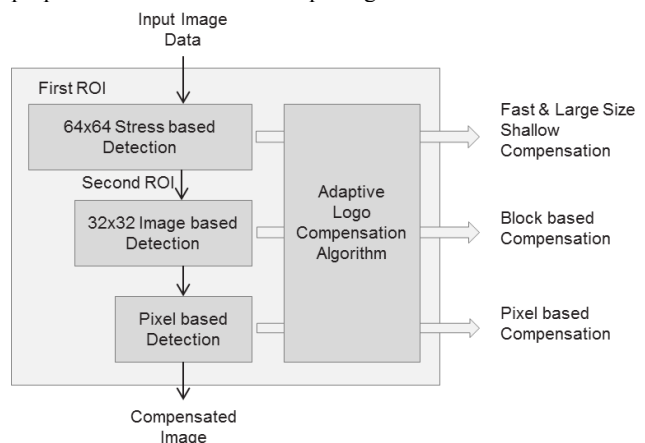 Input Image
Data
First ROI
64x64 Stress based
Detection
Second ROI
32x32 Image based
Detection
Pixel based
Detection
Adaptive
Logo
Compensation
Algorithm
Fast & Large Size
Shallow
Compensation
Block based
Compensation
Pixel based
Compensation
Compensated
Image